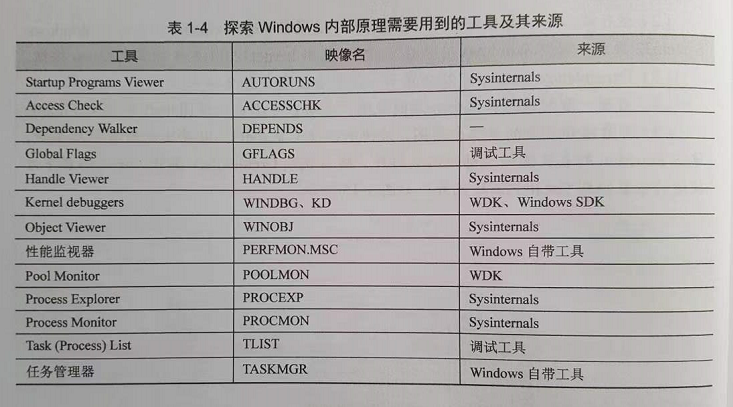 表 1-4 探索 Windows 内部原理需要用到的工具及其来源
工具 映像名 来源
Startup Programs Viewer AUTORUNS Sysinternals
Access Check ACCESSCHK Sysinternals
Dependency Walker DEPENDS —
Global Flags GFLAGS 调试工具
Handle Viewer HANDLE Sysinternals
Kernel debuggers WINDBG、KD WDK、Windows SDK
Object Viewer WINOBJ Sysinternals
性能监视器 PERFMON.MSC Windows 自带工具
Pool Monitor POOLMON WDK
Process Explorer PROCEXP Sysinternals
Process Monitor PROCMON Sysinternals
Task (Process) List TLIST 调试工具
任务管理器 TASKMGR Windows 自带工具